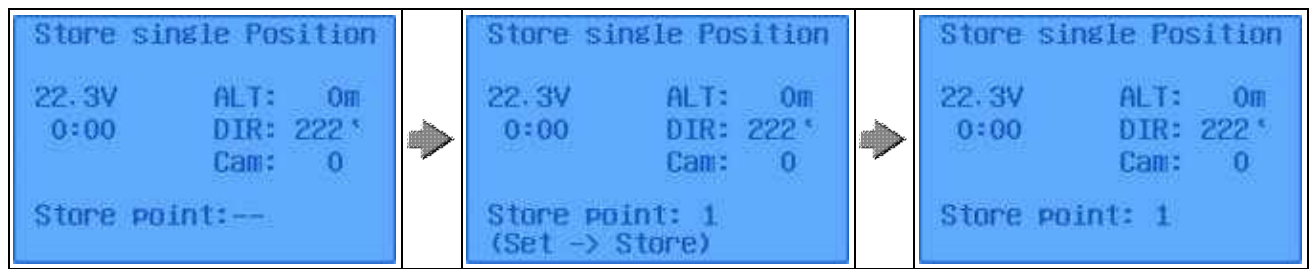 Store single Position
22.3V ALT: 0m
0:00 DIR: 222°
Cam: 0
Store point:--
Store single Position
22.3V ALT: 0m
0:00 DIR: 222°
Cam: 0
Store point: 1
(Set -> Store)
Store single Position
22.3V ALT: 0m
0:00 DIR: 222°
Cam: 0
Store point: 1